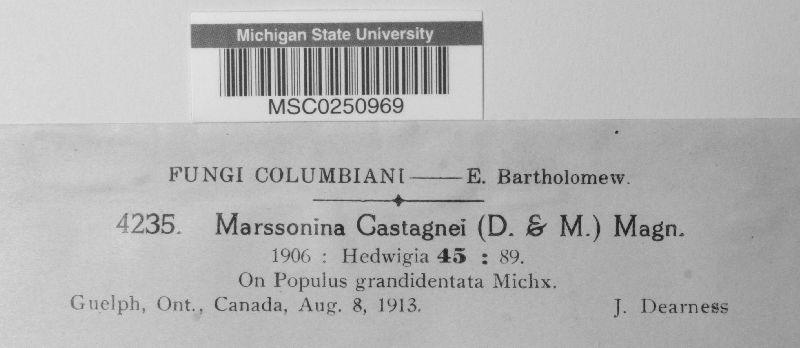 Michigan State University
MSC0250969
FUNGI COLUMBIANI—E. Bartholomew.
4235. Marssonina Castagnei (D. & M.) Magn.
1906 : Hedwigia 45 : 89.
On Populus grandidentata Michx.
Guelph, Ont., Canada, Aug. 8, 1913. J. Dearness